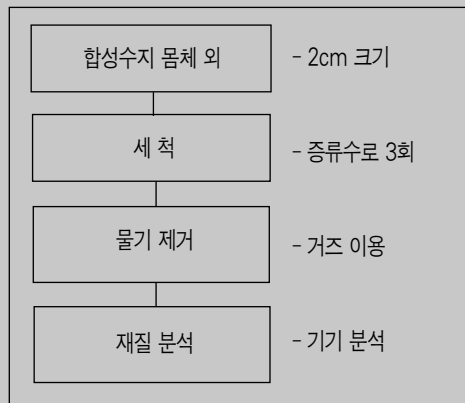 합성수지 몸체 외 - 2cm 크기
세 척 - 증류수로 3회
물기 제거 - 거즈 이용
재질 분석 - 기기 분석